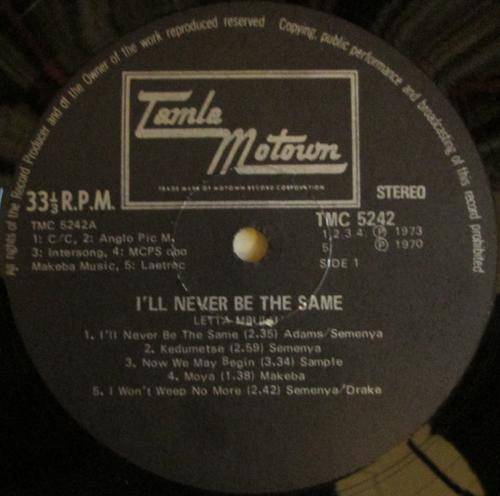 All rights of the Record Producer and of the Owner of the work reproduced reserved Copying, public performance and broadcasting of this record prohibited
Tamla
Motown
TRADE MARK OF MOTOWN RECORD CORPORATION
33⅓ R.P.M.
STEREO
TMC 5242A
1: C/C, 2: Anglo Pic M.
3: Intersong, 4: MCPS o/bo
Makeba Music, 5: Laetrec
TMC 5242
1,2,3,4. Ⓟ 1973
5. Ⓟ 1970
SIDE 1
I'LL NEVER BE THE SAME
LETTA MBULU
1. I'll Never Be The Same (2.35) Adams/Semenya
2. Kedumetse (2.59) Semenya
3. Now We May Begin (3.34) Sample
4. Moya (1.38) Makeba
5. I Won't Weep No More (2.42) Semenya/Drake